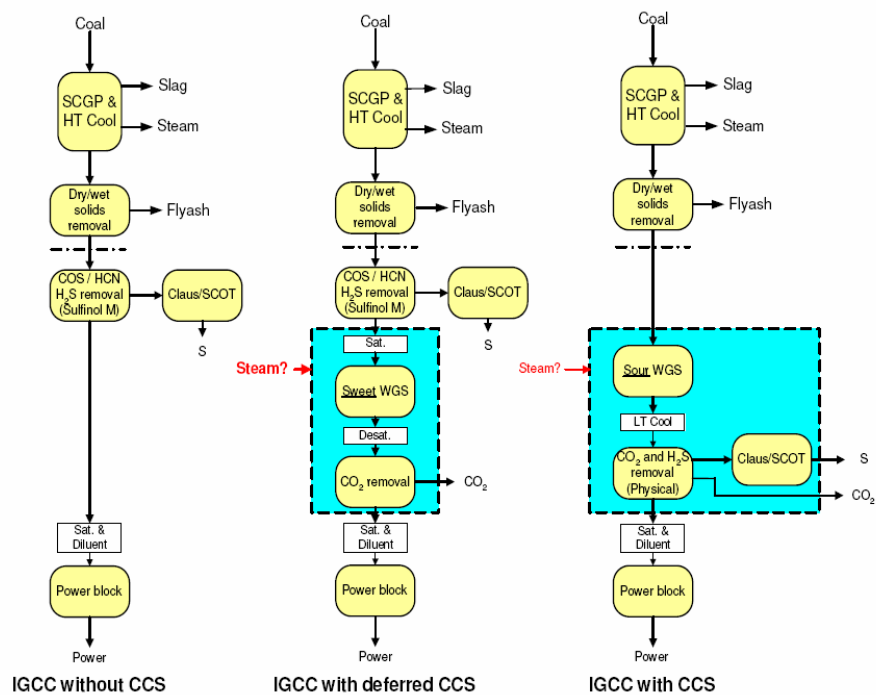 Coal
SCGP &
HT Cool
Slag
Steam
Dry/wet
solids
removal
Flyash
COS / HCN
H₂S removal
(Sulfinol M)
Claus/SCOT
S
Sat. &
Diluent
Power block
Power
IGCC without CCS
Coal
SCGP &
HT Cool
Slag
Steam
Dry/wet
solids
removal
Flyash
COS / HCN
H₂S removal
(Sulfinol M)
Claus/SCOT
S
Steam?
Sat.
Sweet WGS
Desat.
CO₂ removal
CO₂
Sat. &
Diluent
Power block
Power
IGCC with deferred CCS
Coal
SCGP &
HT Cool
Slag
Steam
Dry/wet
solids
removal
Flyash
Steam?
Sour WGS
LT Cool
CO₂ and H₂S
removal
(Physical)
Claus/SCOT
S
CO₂
Sat. &
Diluent
Power block
Power
IGCC with CCS